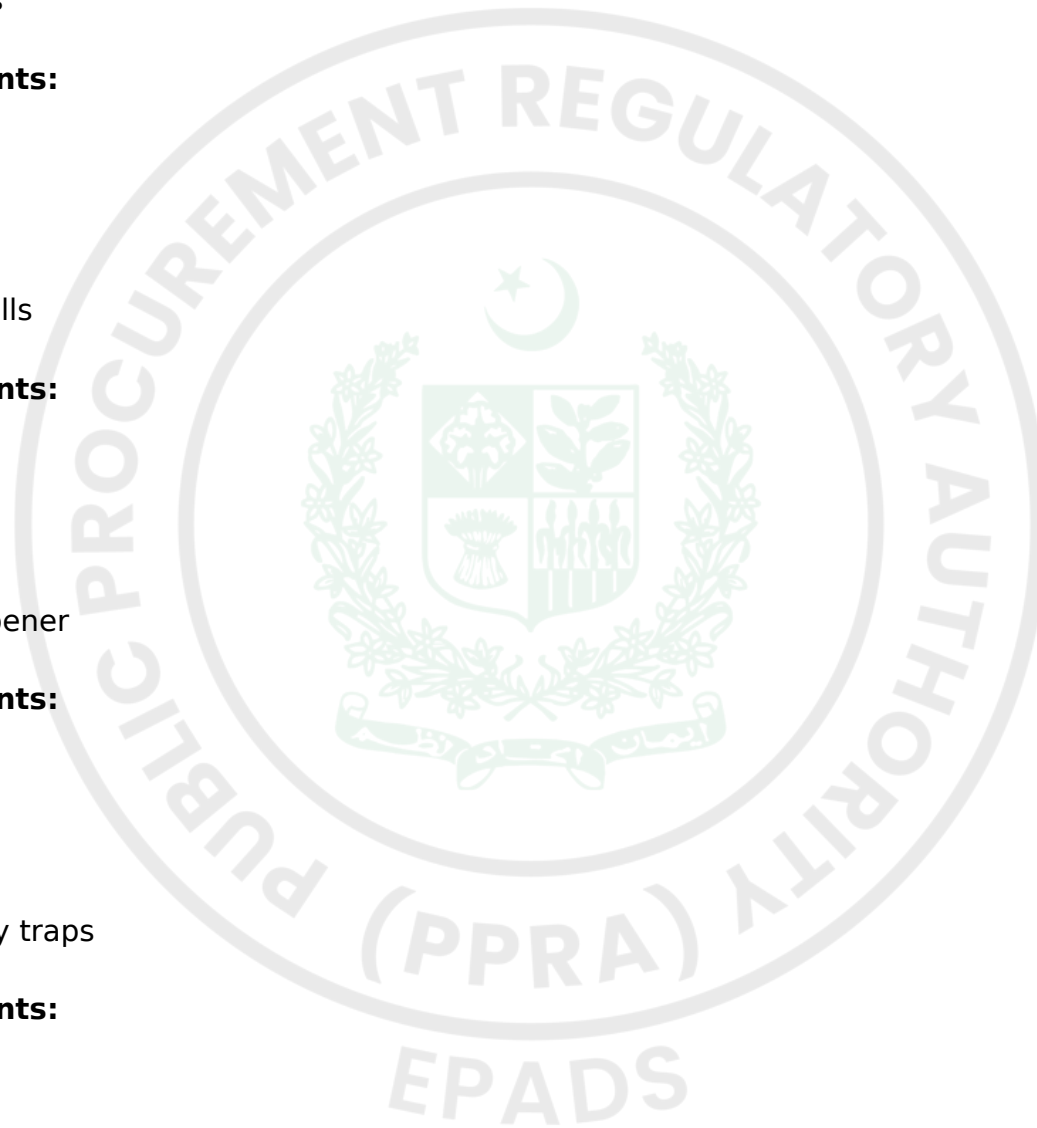 nts:
lls
nts:
ener
nts:
y traps
nts:
PUBLIC PROCUREMENT REGULATORY AUTHORITY
(PPRA)
EPADS